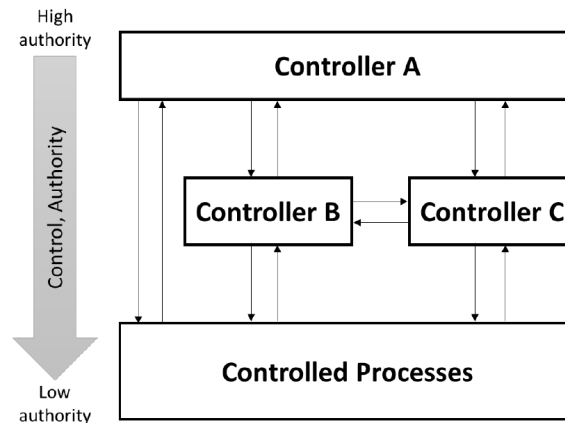 High
authority
Controller A
Control, Authority
Controller B
Controller C
Controlled Processes
Low
authority